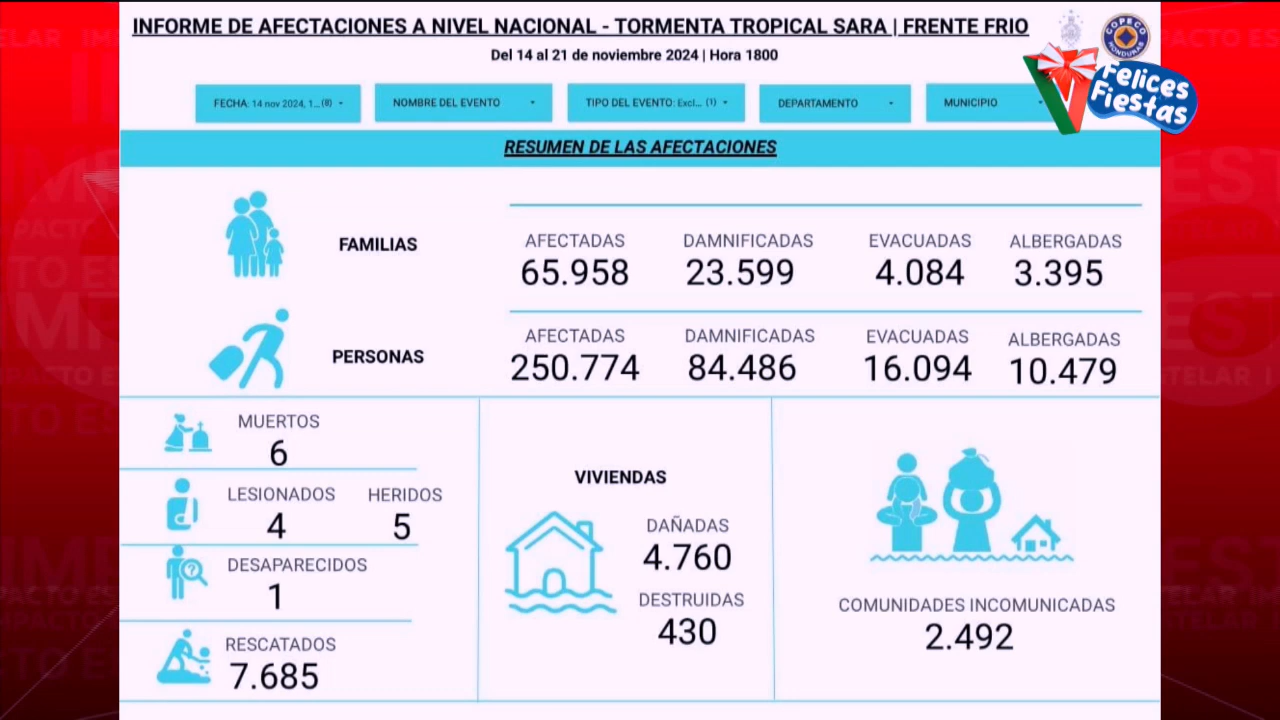 INFORME DE AFECTACIONES A NIVEL NACIONAL - TORMENTA TROPICAL SARA | FRENTE FRIO
Del 14 al 21 de noviembre 2024 | Hora 1800
COPECO
HONDURAS
Felices
Fiestas
FECHA: 14 nov 2024, 1... (8)
NOMBRE DEL EVENTO
TIPO DEL EVENTO: Excl... (1)
DEPARTAMENTO
MUNICIPIO
RESUMEN DE LAS AFECTACIONES
FAMILIAS
AFECTADAS DAMNIFICADAS EVACUADAS ALBERGADAS
65.958 23.599 4.084 3.395
PERSONAS
AFECTADAS DAMNIFICADAS EVACUADAS ALBERGADAS
250.774 84.486 16.094 10.479
MUERTOS
6
LESIONADOS HERIDOS
4 5
DESAPARECIDOS
1
RESCATADOS
7.685
VIVIENDAS
DAÑADAS
4.760
DESTRUIDAS
430
COMUNIDADES INCOMUNICADAS
2.492